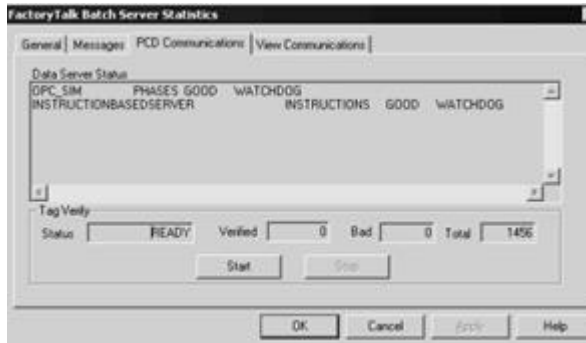 FactoryTalk Batch Server Statistics
General Messages PCD Communications View Communications
Data Server Status
OPC_SIM PHASES GOOD WATCHDOG
INSTRUCTIONBASEDSERVER INSTRUCTIONS GOOD WATCHDOG
Tag Verify
Status READY Verified 0 Bad 0 Total 1456
Start Stop
OK Cancel Apply Help